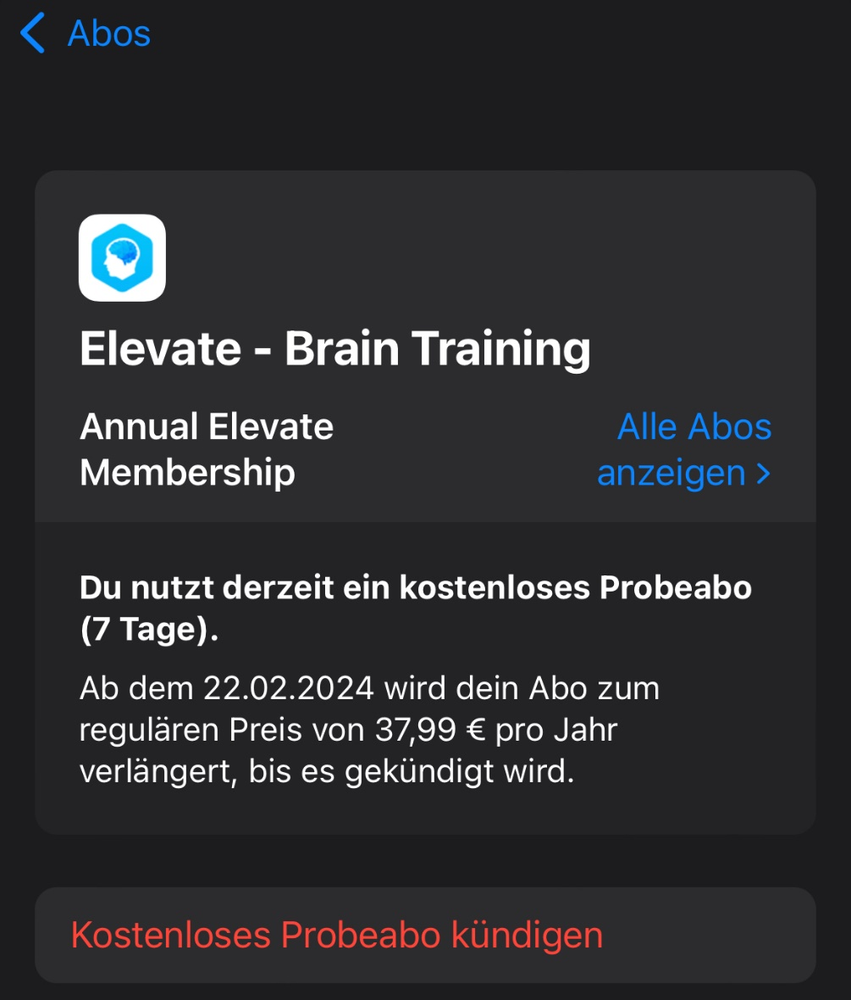 Abos
Elevate - Brain Training
Annual Elevate
Membership
Alle Abos
anzeigen >
Du nutzt derzeit ein kostenloses Probeabo
(7 Tage).
Ab dem 22.02.2024 wird dein Abo zum
regulären Preis von 37,99 € pro Jahr
verlängert, bis es gekündigt wird.
Kostenloses Probeabo kündigen